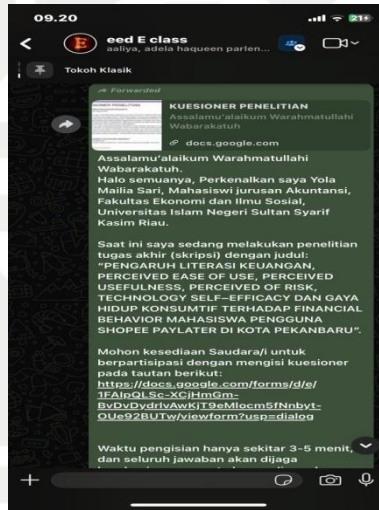 09.20
21+
eed E class
aaliya, adela haqueen parlen...
Tokoh Klasik
Forwarded
KUESIONER PENELITIAN
Assalamu'alaikum Warahmatullahi
Wabarakatuh
docs.google.com
Assalamu'alaikum Warahmatullahi
Wabarakatuh.
Halo semuanya, Perkenalkan saya Yola
Mailia Sari, Mahasiswi jurusan Akuntansi,
Fakultas Ekonomi dan Ilmu Sosial,
Universitas Islam Negeri Sultan Syarif
Kasim Riau.
Saat ini saya sedang melakukan penelitian
tugas akhir (skripsi) dengan judul:
"PENGARUH LITERASI KEUANGAN,
PERCEIVED EASE OF USE, PERCEIVED
USEFULNESS, PERCEIVED OF RISK,
TECHNOLOGY SELF-EFFICACY DAN GAYA
HIDUP KONSUMTIF TERHADAP FINANCIAL
BEHAVIOR MAHASISWA PENGGUNA
SHOPEE PAYLATER DI KOTA PEKANBARU".
Mohon kesediaan Saudara/i untuk
berpartisipasi dengan mengisi kuesioner
pada tautan berikut:
https://docs.google.com/forms/d/e/
1FAIpQLSc-XCjHmGm-
BvDvDydrlvAwKjT9eMlocm5fNnbyt-
OUe92BUTw/viewform?usp=dialog
Waktu pengisian hanya sekitar 3-5 menit,
dan seluruh jawaban akan dijaga